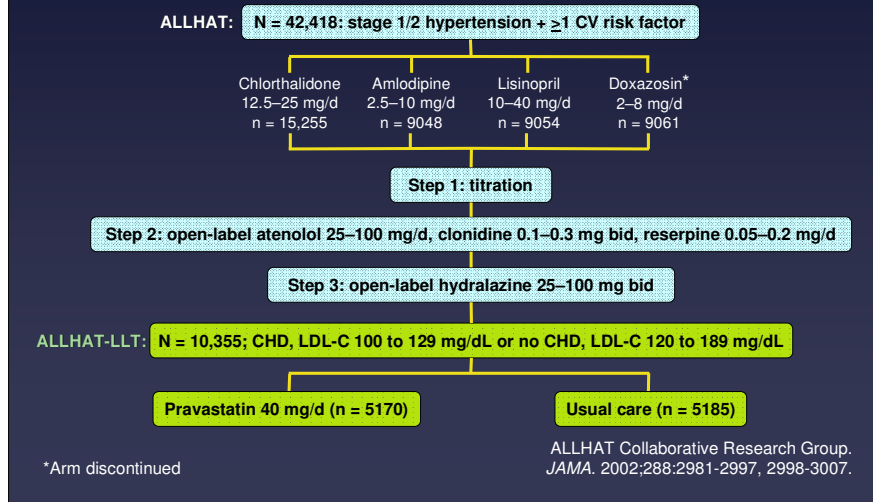 ALLHAT: N = 42,418: stage 1/2 hypertension + ≥1 CV risk factor
Chlorthalidone
12.5–25 mg/d
n = 15,255
Amlodipine
2.5–10 mg/d
n = 9048
Lisinopril
10–40 mg/d
n = 9054
Doxazosin*
2–8 mg/d
n = 9061
Step 1: titration
Step 2: open-label atenolol 25–100 mg/d, clonidine 0.1–0.3 mg bid, reserpine 0.05–0.2 mg/d
Step 3: open-label hydralazine 25–100 mg bid
ALLHAT-LLT: N = 10,355; CHD, LDL-C 100 to 129 mg/dL or no CHD, LDL-C 120 to 189 mg/dL
Pravastatin 40 mg/d (n = 5170)
Usual care (n = 5185)
*Arm discontinued
ALLHAT Collaborative Research Group.
JAMA. 2002;288:2981-2997, 2998-3007.